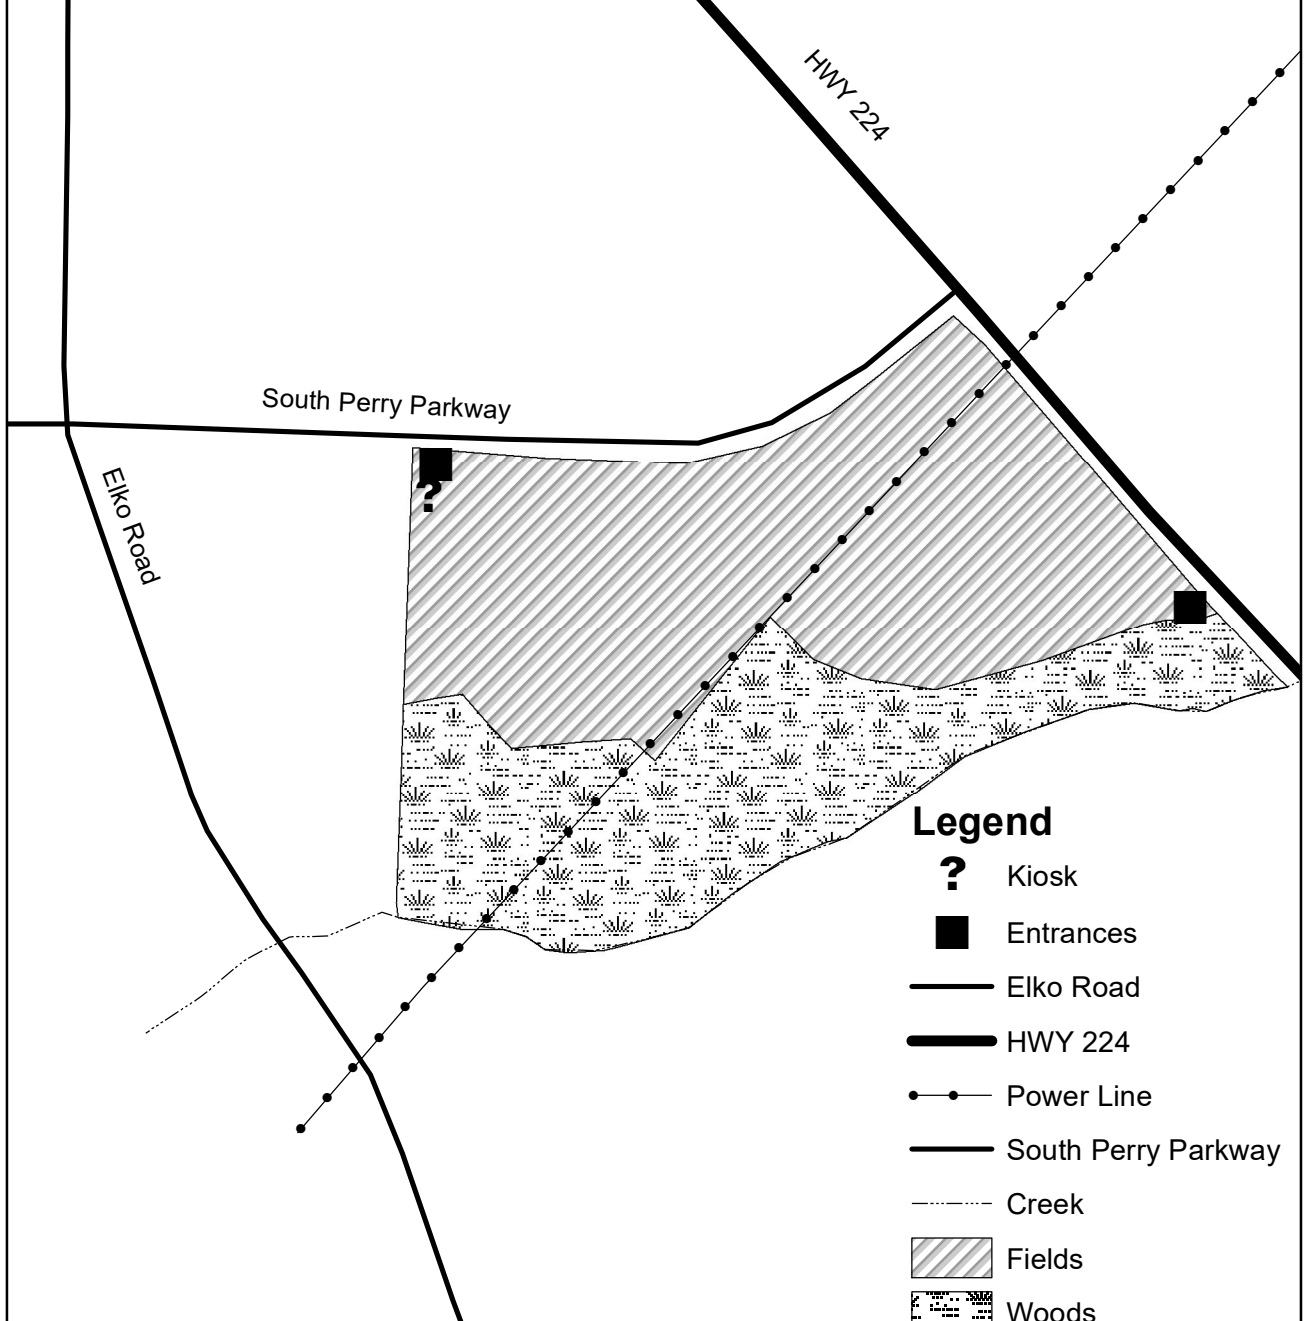 HWY 224
South Perry Parkway
Elko Road
?
Legend
? Kiosk
Entrances
Elko Road
HWY 224
Power Line
South Perry Parkway
Creek
Fields
Woods